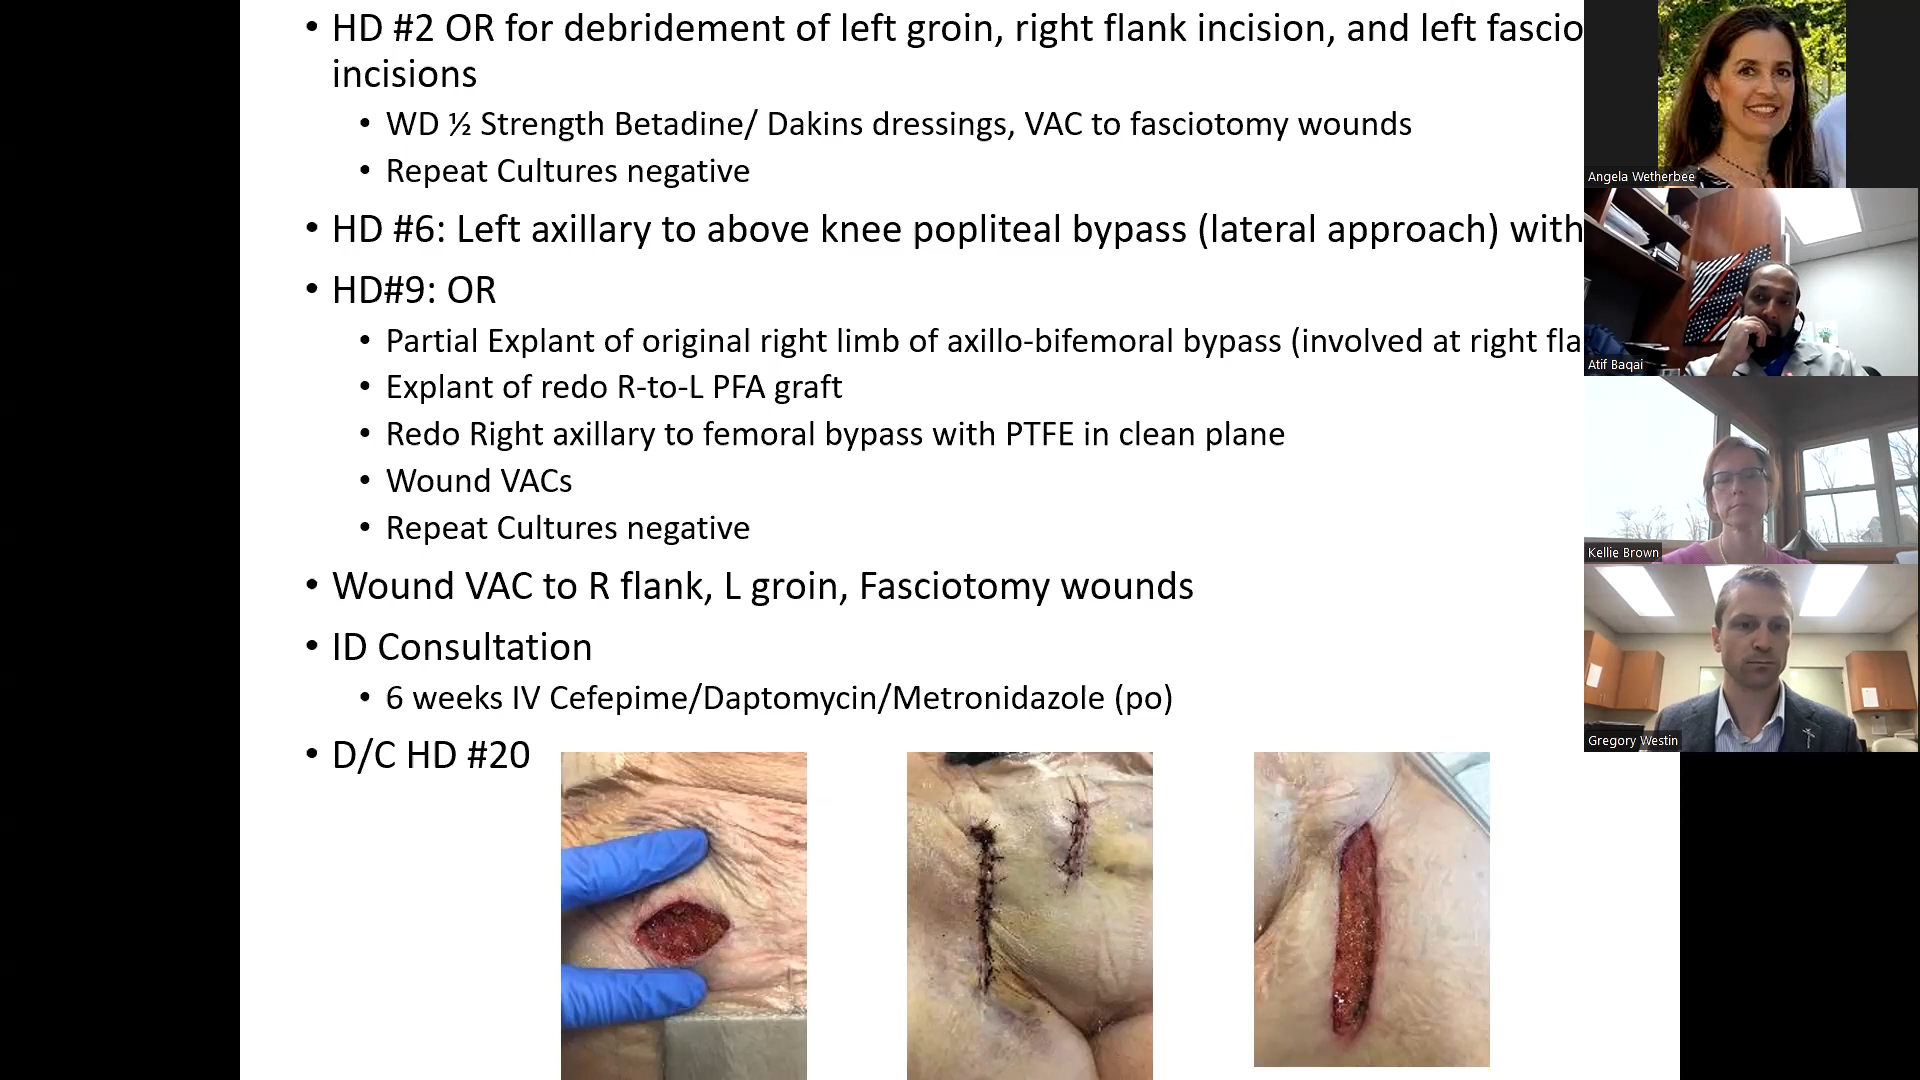 • HD #2 OR for debridement of left groin, right flank incision, and left fascio
incisions
• WD ½ Strength Betadine/ Dakins dressings, VAC to fasciotomy wounds
• Repeat Cultures negative
• HD #6: Left axillary to above knee popliteal bypass (lateral approach) with
• HD#9: OR
• Partial Explant of original right limb of axillo-bifemoral bypass (involved at right fla
• Explant of redo R-to-L PFA graft
• Redo Right axillary to femoral bypass with PTFE in clean plane
• Wound VACs
• Repeat Cultures negative
• Wound VAC to R flank, L groin, Fasciotomy wounds
• ID Consultation
• 6 weeks IV Cefepime/Daptomycin/Metronidazole (po)
• D/C HD #20
Angela Wetherbee
Atif Baqai
Kellie Brown
Gregory Westin